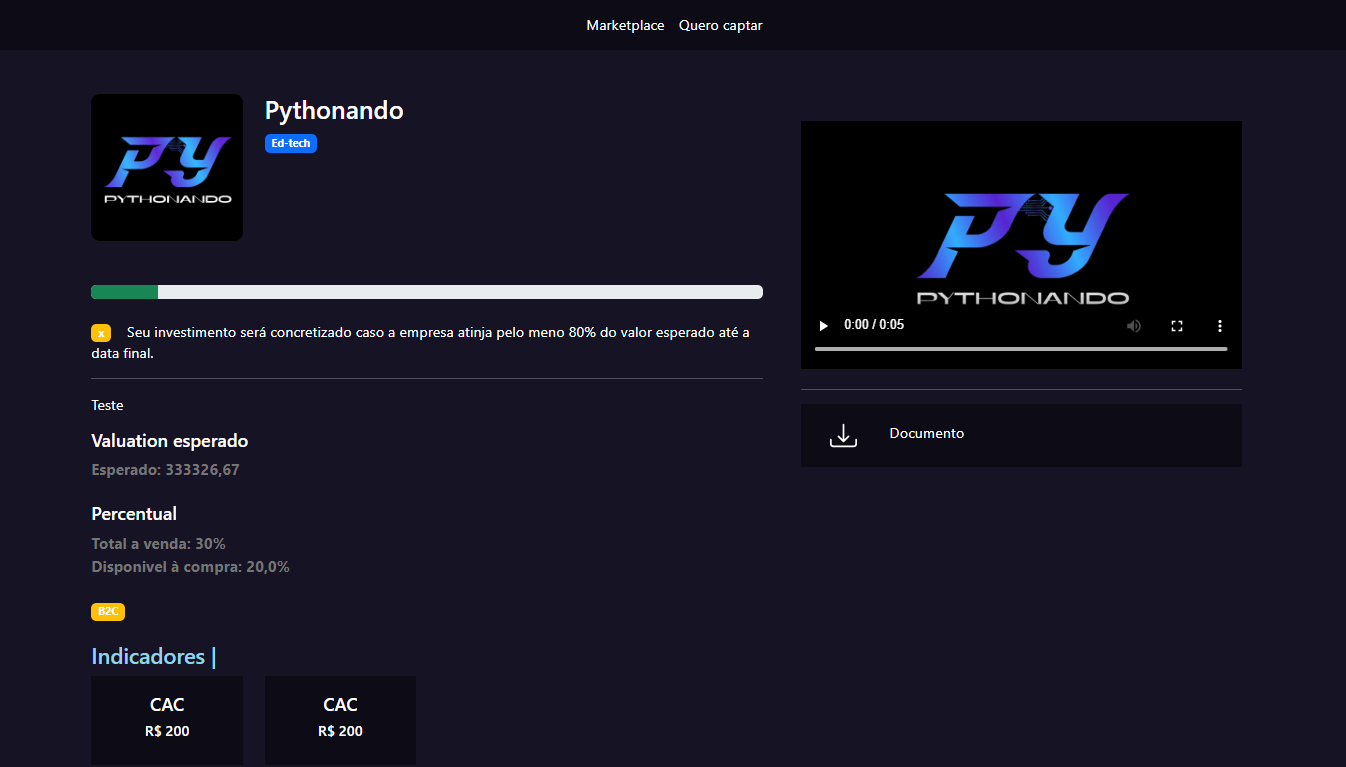 Marketplace Quero captar
PY
PYTHONANDO
Pythonando
Ed-tech
x Seu investimento será concretizado caso a empresa atinja pelo meno 80% do valor esperado até a
data final.
Teste
Valuation esperado
Esperado: 333326,67
Percentual
Total a venda: 30%
Disponivel à compra: 20,0%
B2C
Indicadores |
CAC
R$ 200
CAC
R$ 200
PY
PYTHONANDO
0:00 / 0:05
Documento